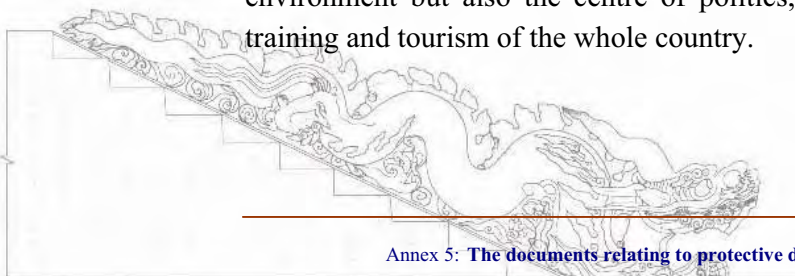 environment but also the centre of politics,
training and tourism of the whole country.
Annex 5: The documents relating to protective d